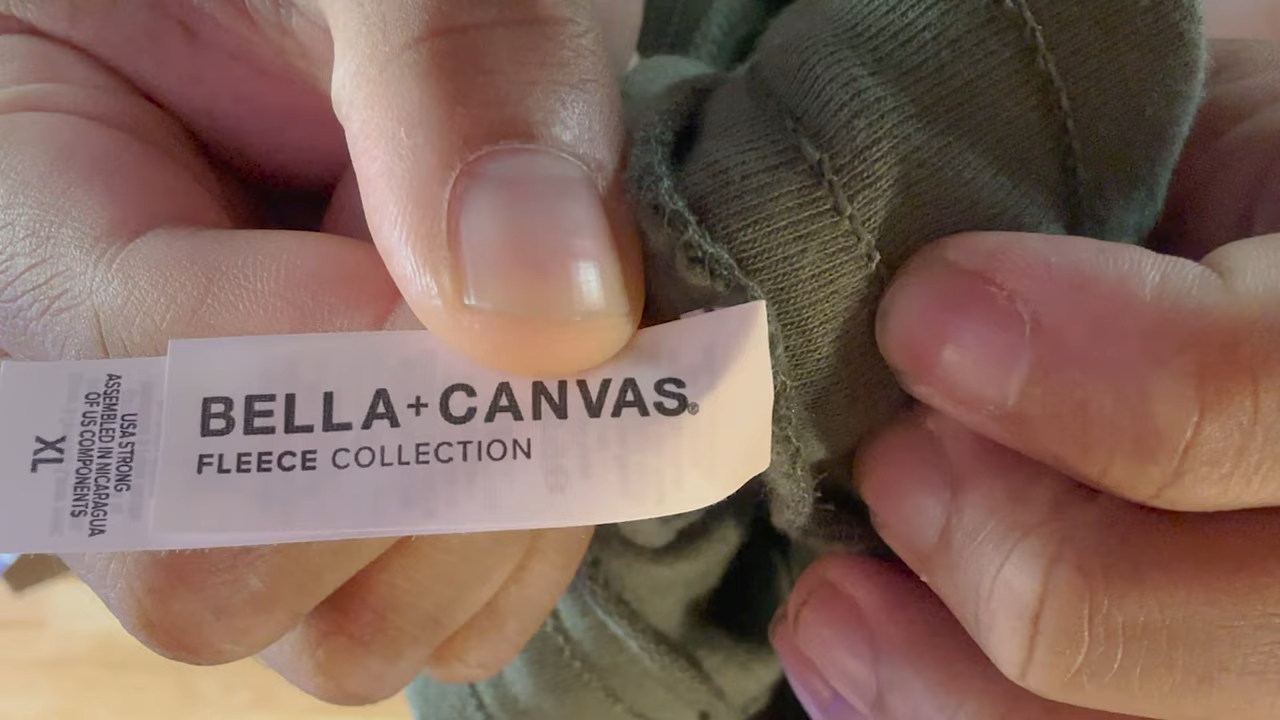 BELLA+CANVAS®
FLEECE COLLECTION
USA STRONG
ASSEMBLED IN NICARAGUA
OF US COMPONENTS
XL